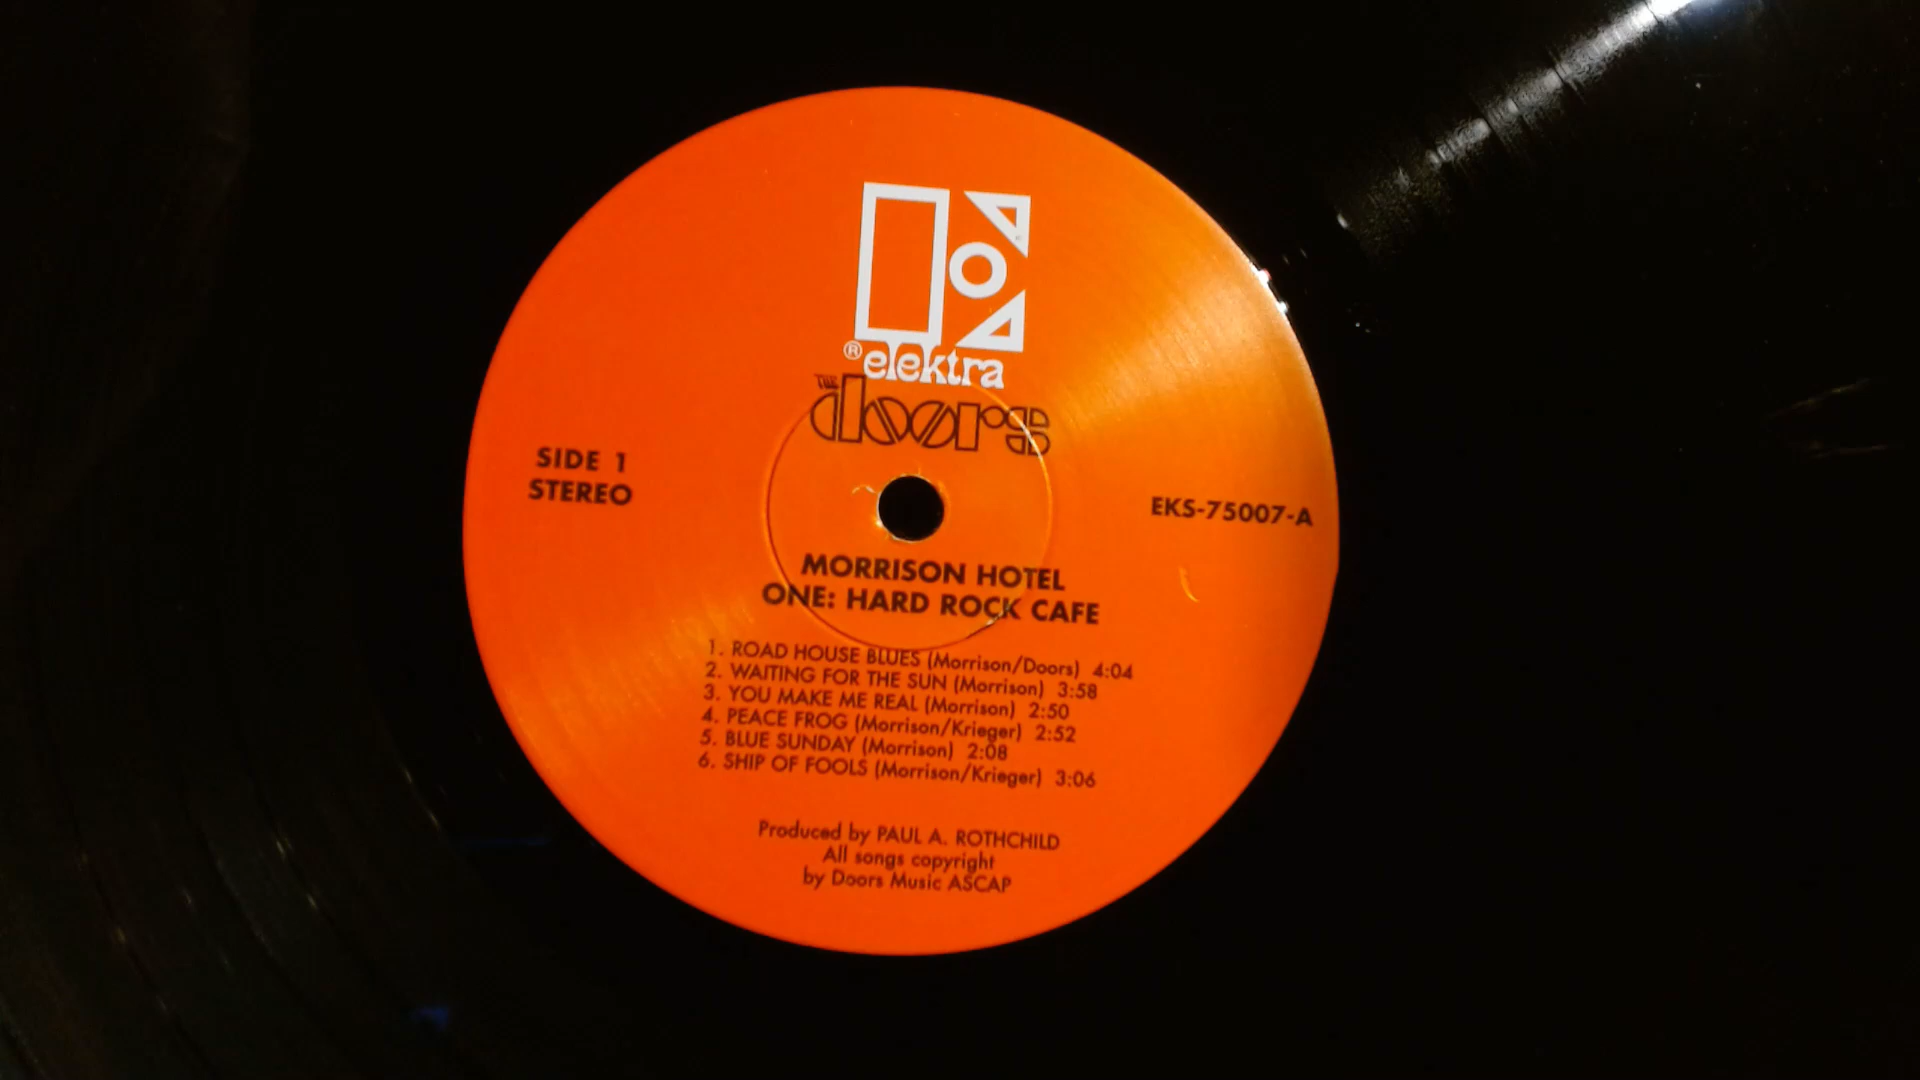 ® elektra
THE
doors
SIDE 1
STEREO
EKS-75007-A
MORRISON HOTEL
ONE: HARD ROCK CAFE
1. ROAD HOUSE BLUES (Morrison/Doors) 4:04
2. WAITING FOR THE SUN (Morrison) 3:58
3. YOU MAKE ME REAL (Morrison) 2:50
4. PEACE FROG (Morrison/Krieger) 2:52
5. BLUE SUNDAY (Morrison) 2:08
6. SHIP OF FOOLS (Morrison/Krieger) 3:06
Produced by PAUL A. ROTHCHILD
All songs copyright
by Doors Music ASCAP